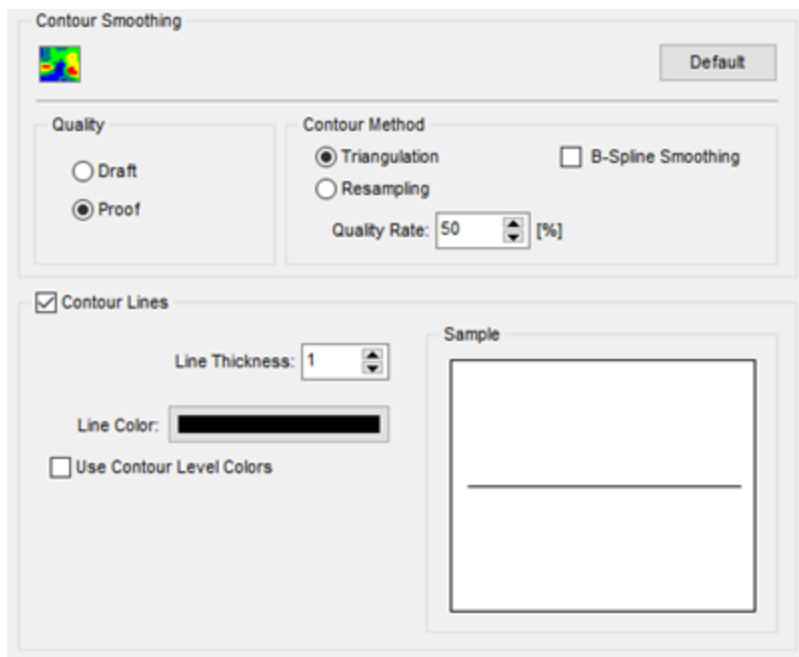 Contour Smoothing
Default
Quality
Draft
Proof
Contour Method
Triangulation
B-Spline Smoothing
Resampling
Quality Rate: 50 [%]
Contour Lines
Line Thickness: 1
Line Color:
Use Contour Level Colors
Sample